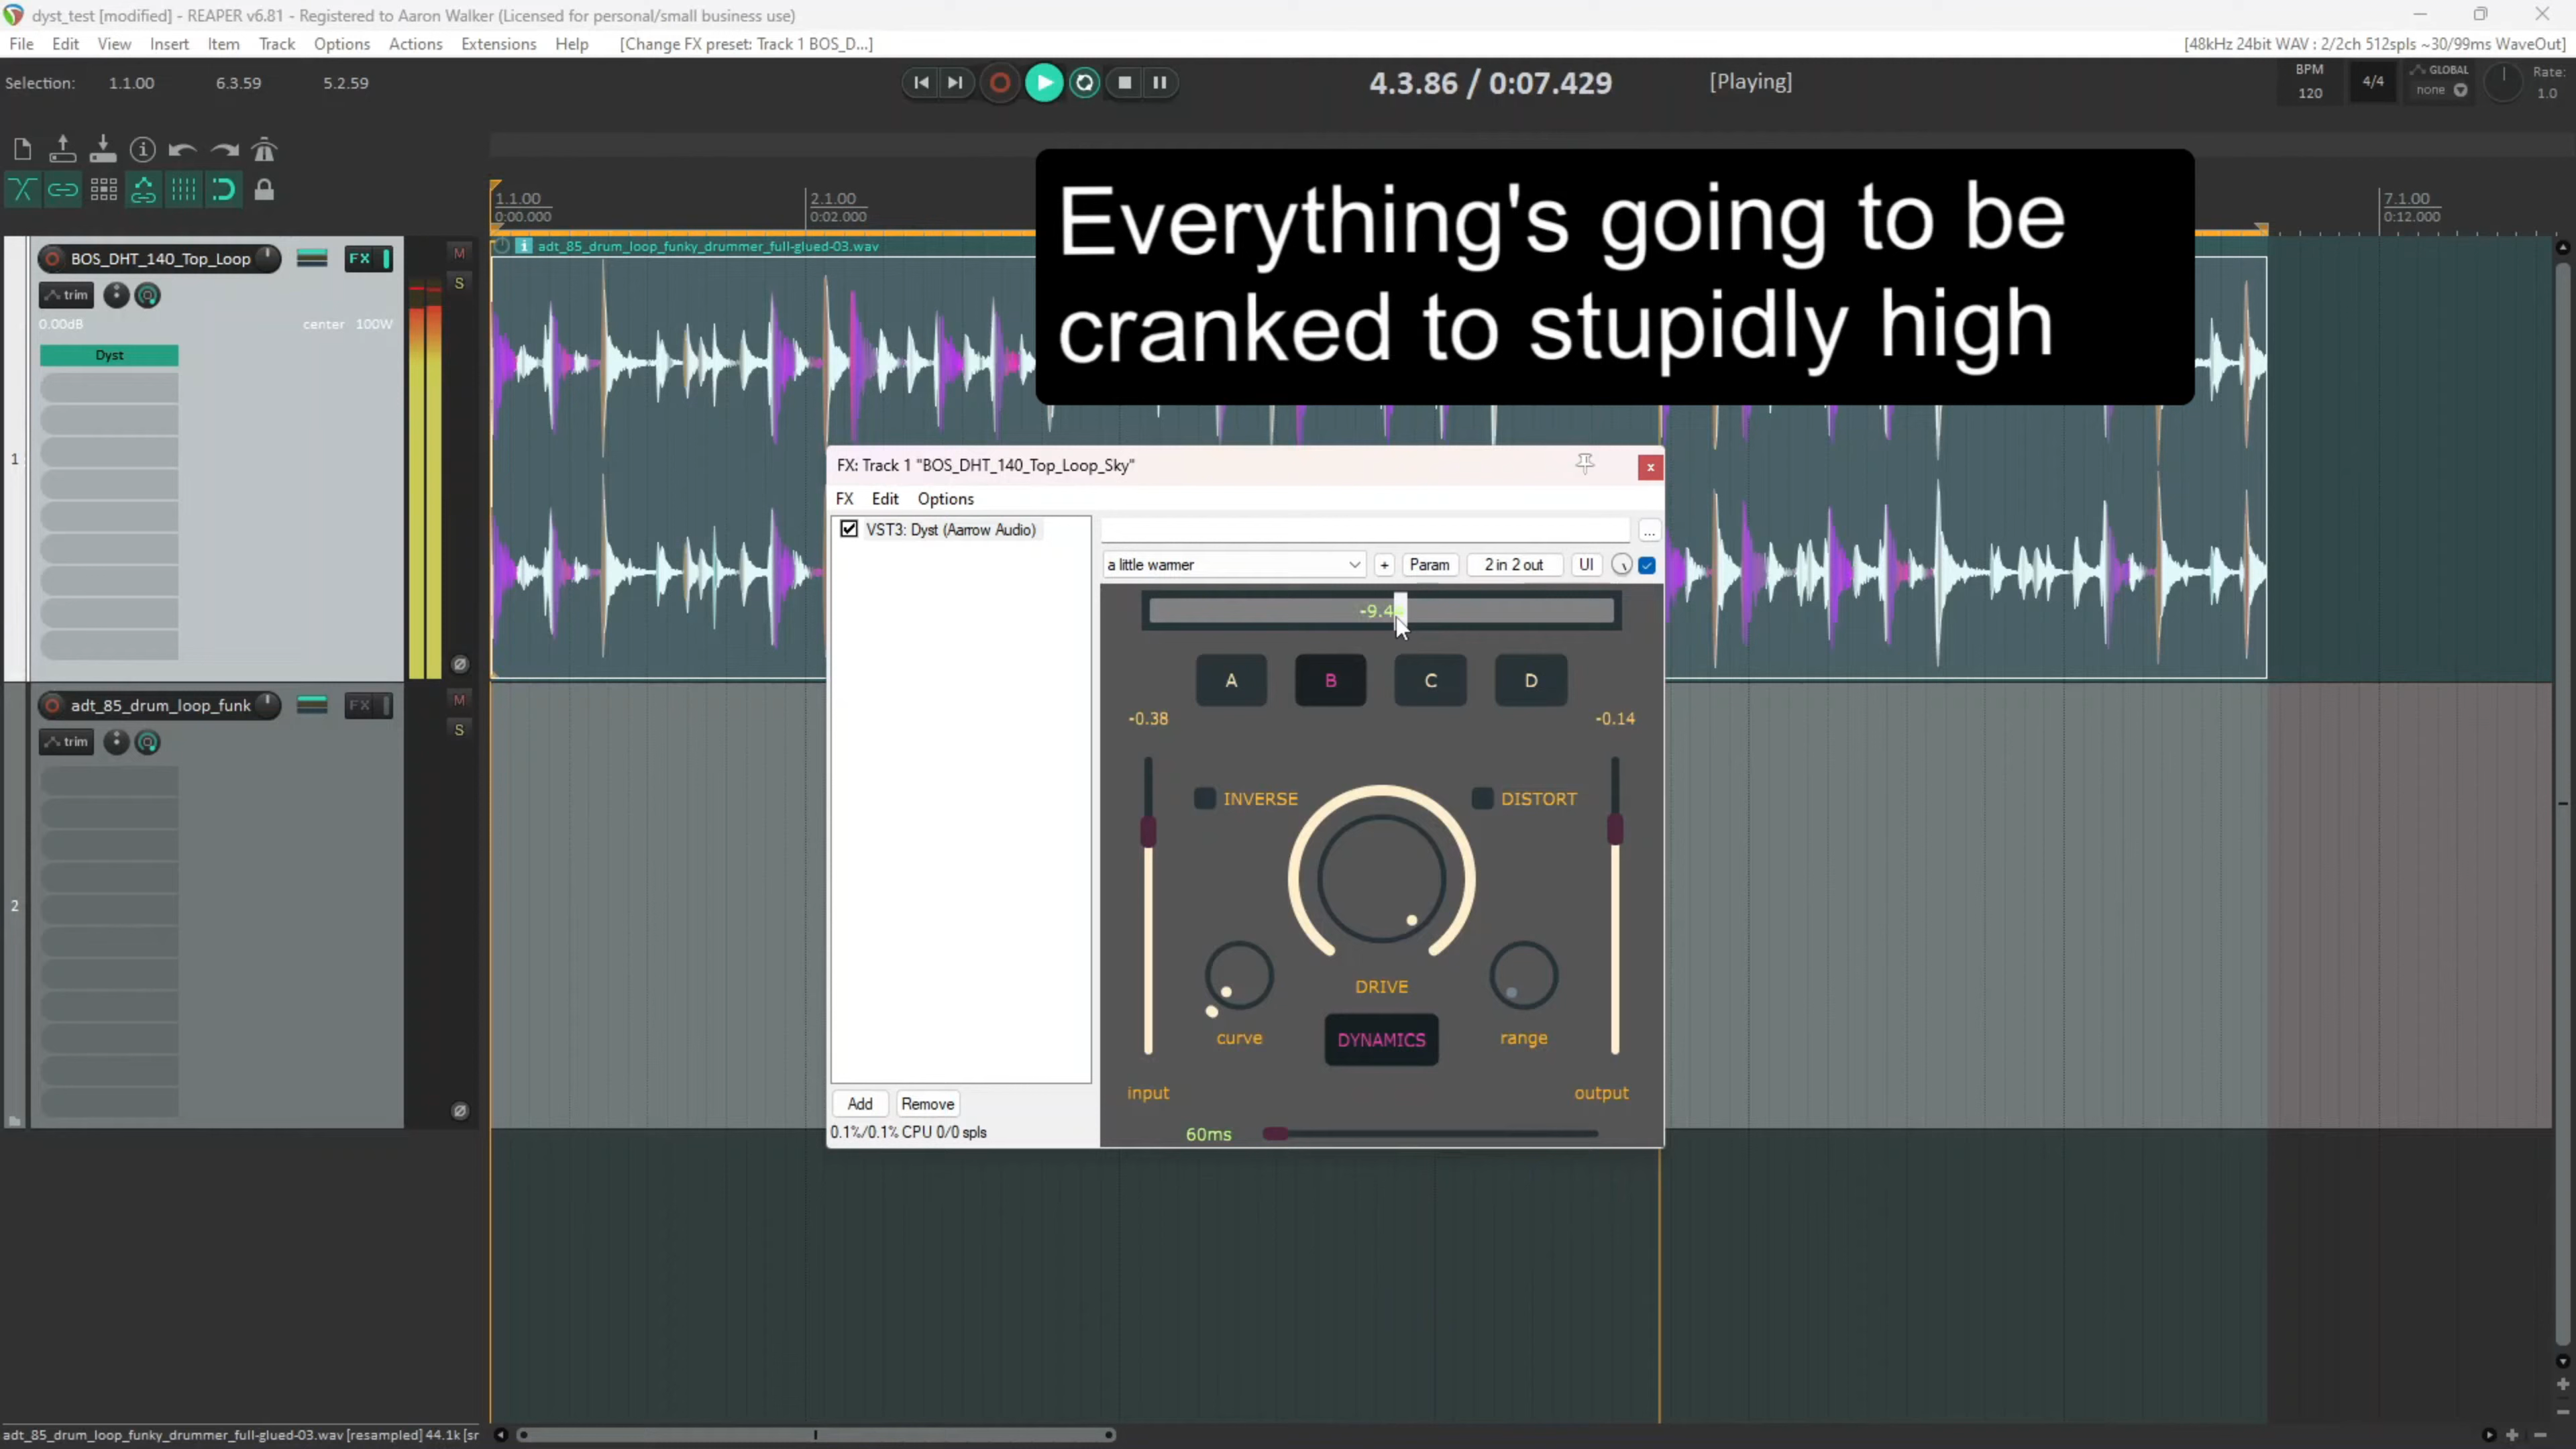 dyst_test [modified] - REAPER v6.81 - Registered to Aaron Walker (Licensed for personal/small business use)
File Edit View Insert Item Track Options Actions Extensions Help [Change FX preset: Track 1 BOS_D...] [48kHz 24bit WAV : 2/2ch 512spls ~30/99ms WaveOut]
Selection: 1.1.00 6.3.59 5.2.59 4.3.86 / 0:07.429 [Playing] BPM 120 4/4 GLOBAL none Rate: 1.0
1.1.00 2.1.00 7.1.00
0:00.000 0:02.000 0:12.000
Everything's going to be
cranked to stupidly high
adt_85_drum_loop_funky_drummer_full-glued-03.wav
BOS_DHT_140_Top_Loop FX M
S
trim
0.00dB center 100W
Dyst
1
adt_85_drum_loop_funk FX M
S
trim
2
FX: Track 1 "BOS_DHT_140_Top_Loop_Sky" x
FX Edit Options
VST3: Dyst (Aarrow Audio) ...
a little warmer + Param 2 in 2 out UI
A B C D
-0.38 -0.14
INVERSE DISTORT
DRIVE
curve DYNAMICS range
input output
60ms
Add Remove
0.1%/0.1% CPU 0/0 spls
adt_85_drum_loop_funky_drummer_full-glued-03.wav [resampled] 44.1k [sr